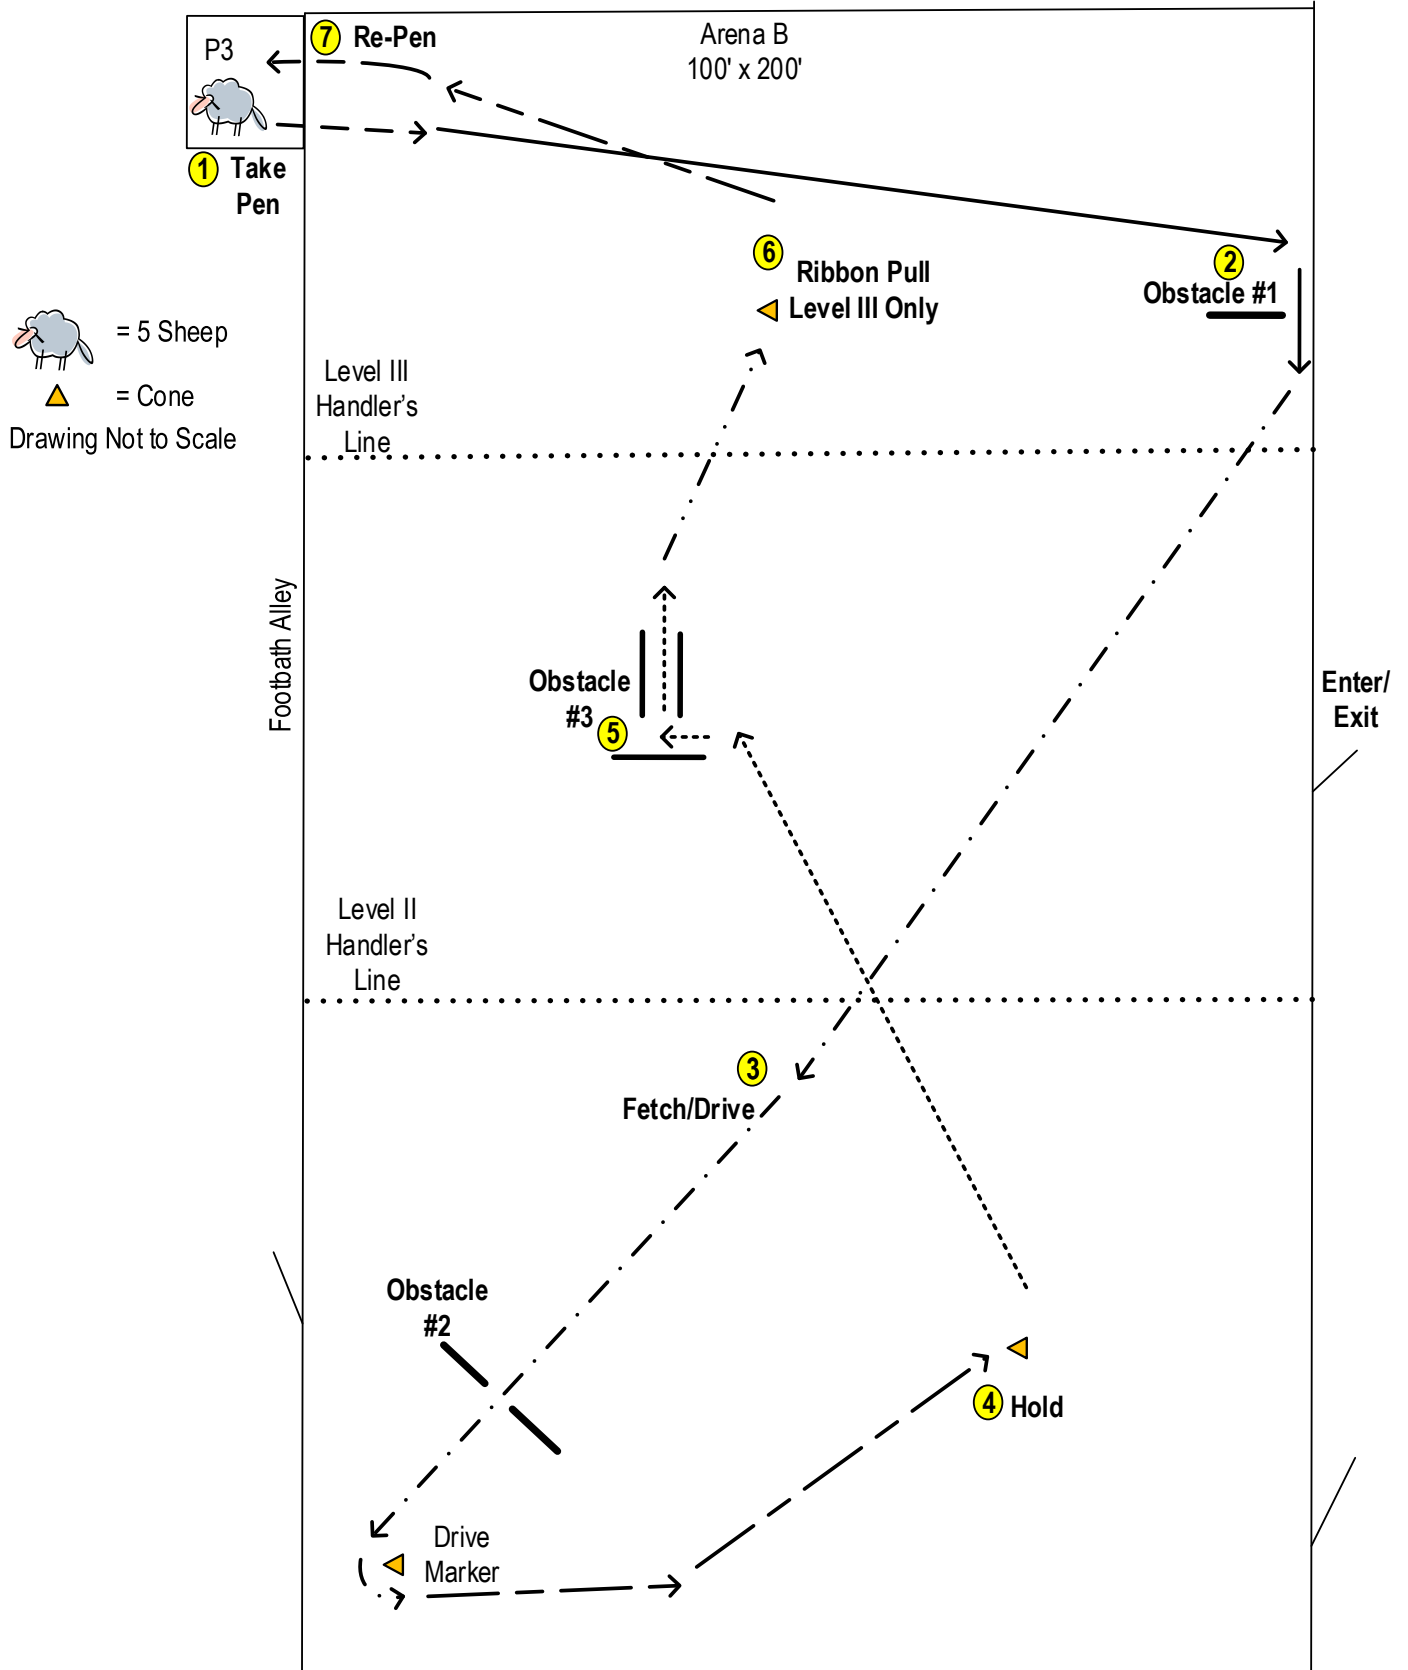 7 Re-Pen
Arena B
100' x 200'
P3
1 Take
Pen
6
Ribbon Pull
Level III Only
2
Obstacle #1
= 5 Sheep
= Cone
Drawing Not to Scale
Level III
Handler's
Line
Footbath Alley
Obstacle
#3 5
Enter/
Exit
Level II
Handler's
Line
3
Fetch/Drive
Obstacle
#2
4 Hold
Drive
Marker